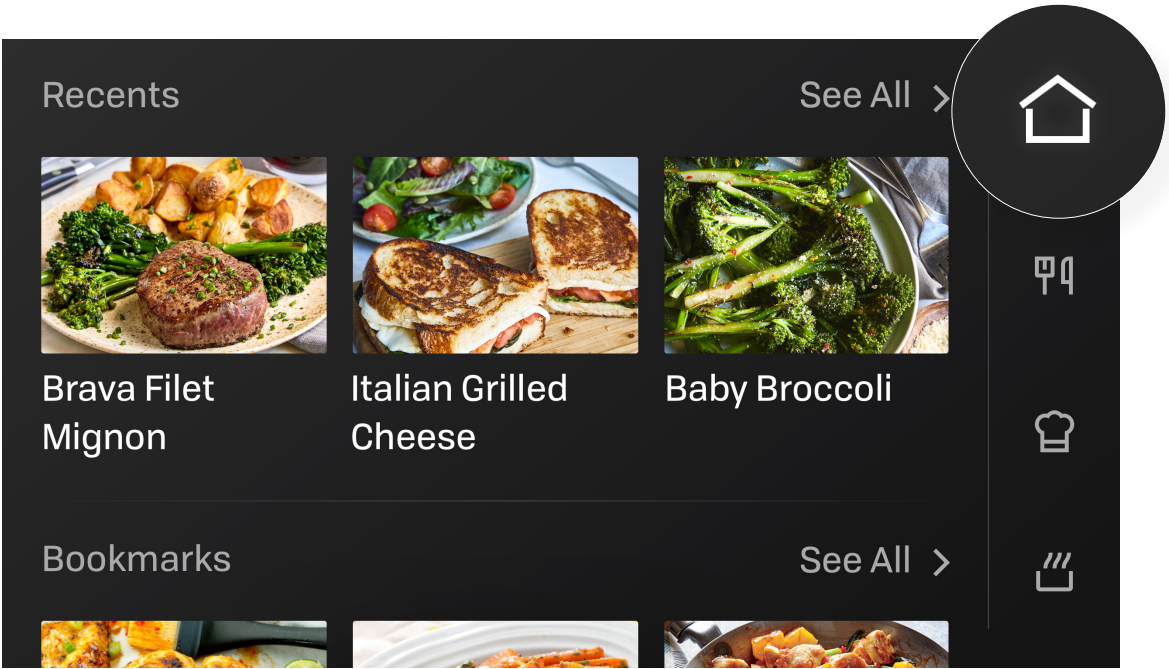 Recents
See All
Brava Filet
Mignon
Italian Grilled
Cheese
Baby Broccoli
Bookmarks
See All